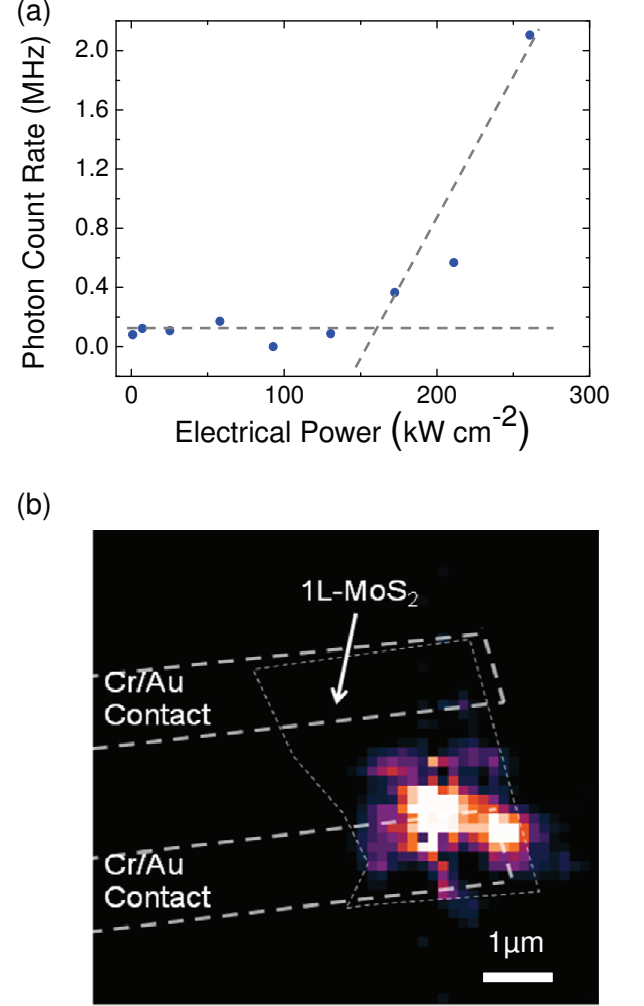 (a)
Photon Count Rate (MHz)
2.0
1.6
1.2
0.8
0.4
0.0
0
100
200
300
Electrical Power (kW cm⁻²)
(b)
1L-MoS₂
Cr/Au
Contact
Cr/Au
Contact
1μm